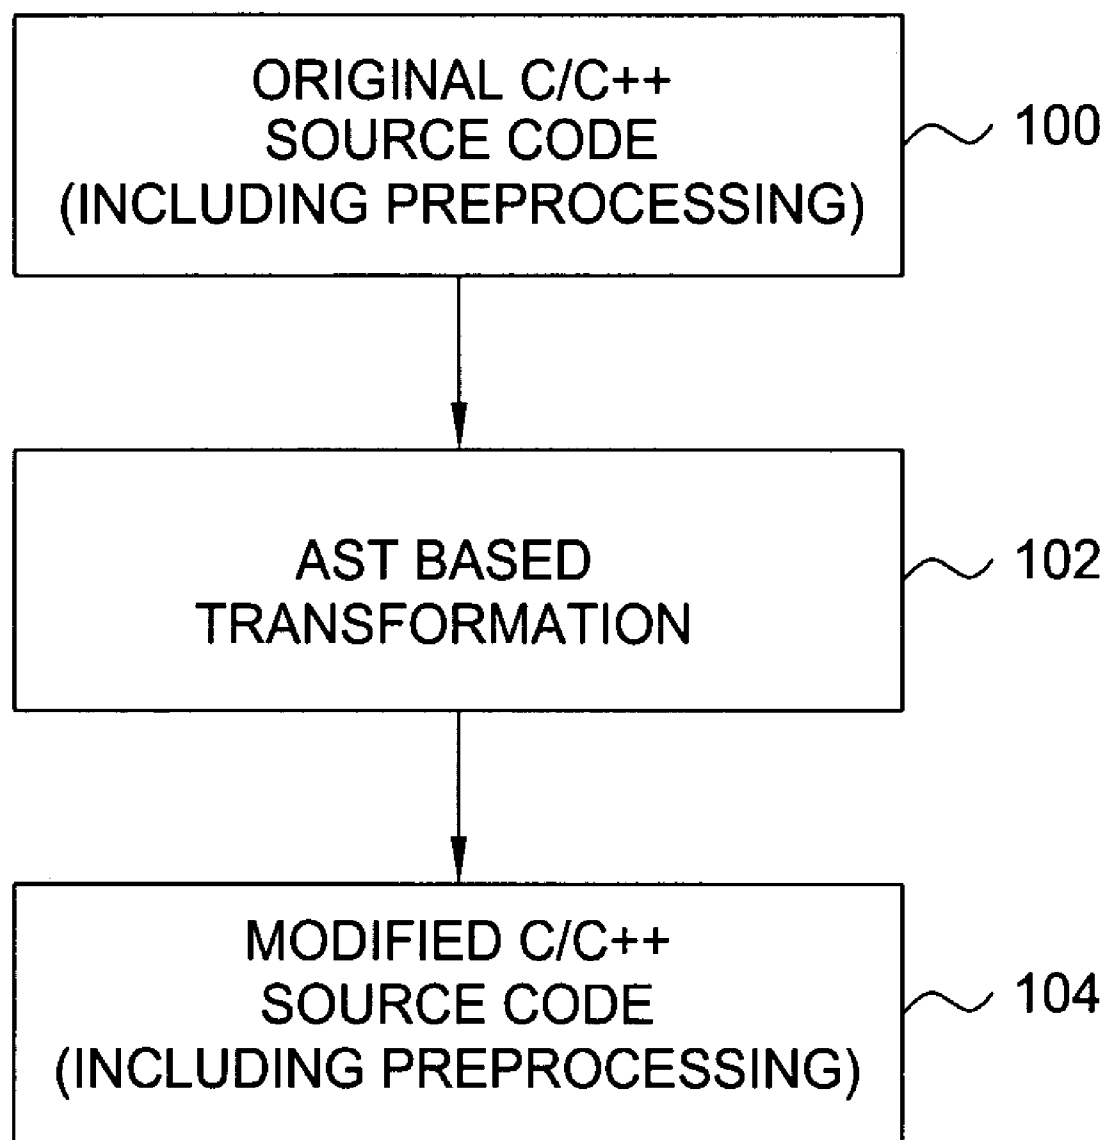 ORIGINAL C/C++
SOURCE CODE
(INCLUDING PREPROCESSING)
100
AST BASED
TRANSFORMATION
102
MODIFIED C/C++
SOURCE CODE
(INCLUDING PREPROCESSING)
104